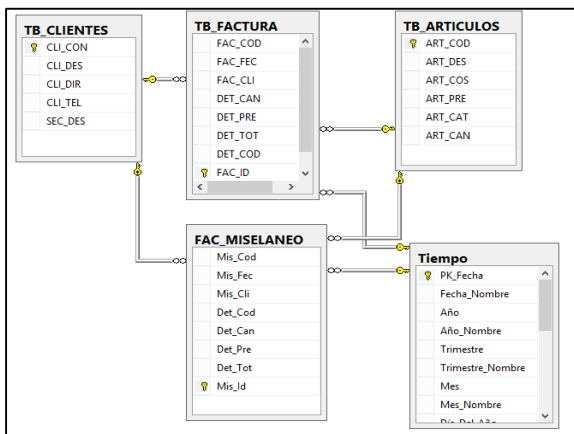 TB_CLIENTES
CLI_CON
CLI_DES
CLI_DIR
CLI_TEL
SEC_DES
TB_FACTURA
FAC_COD
FAC_FEC
FAC_CLI
DET_CAN
DET_PRE
DET_TOT
DET_COD
FAC_ID
TB_ARTICULOS
ART_COD
ART_DES
ART_COS
ART_PRE
ART_CAT
ART_CAN
FAC_MISELANEO
Mis_Cod
Mis_Fec
Mis_Cli
Det_Cod
Det_Can
Det_Pre
Det_Tot
Mis_Id
Tiempo
PK_Fecha
Fecha_Nombre
Año
Año_Nombre
Trimestre
Trimestre_Nombre
Mes
Mes_Nombre
Día_Del_Año